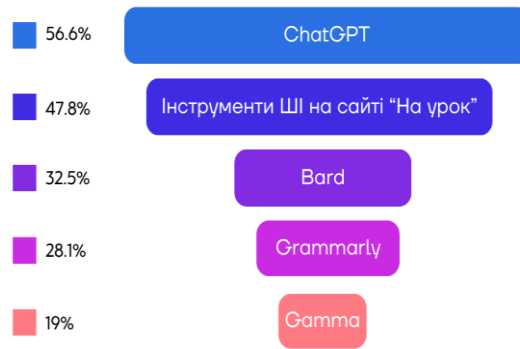 56.6% ChatGPT
47.8% Інструменти ШІ на сайті “На урок”
32.5% Bard
28.1% Grammarly
19% Gamma